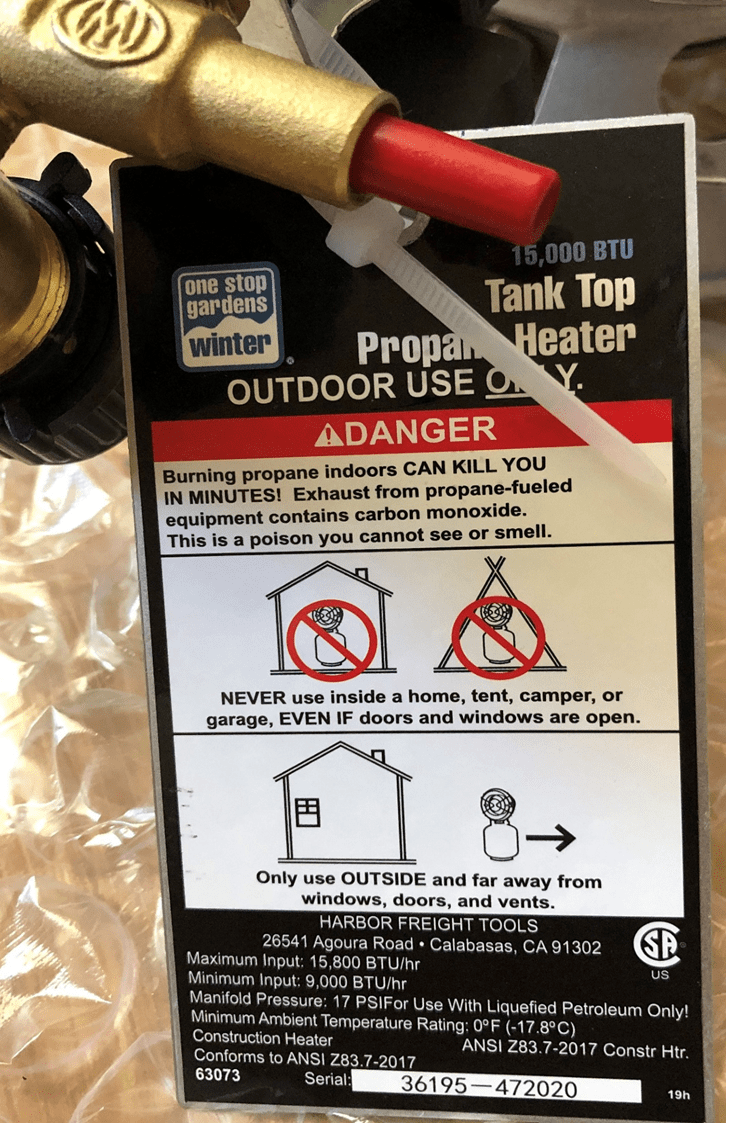 15,000 BTU
one stop
gardens
winter
Tank Top
Heater
OUTDOOR USE
DANGER
Burning propane indoors CAN KILL YOU
IN MINUTES! Exhaust from propane-fueled
equipment contains carbon monoxide.
This is a poison you cannot see or smell.
NEVER use inside a home, tent, camper, or
garage, EVEN IF doors and windows are open.
Only use OUTSIDE and far away from
windows, doors, and vents.
HARBOR FREIGHT TOOLS
26541 Agoura Road • Calabasas, CA 91302
Maximum Input: 15,800 BTU/hr
Minimum Input: 9,000 BTU/hr
Manifold Pressure: 17 PSIFor Use With Liquefied Petroleum Only!
Minimum Ambient Temperature Rating: 0°F (-17.8°C)
Construction Heater
ANSI Z83.7-2017 Constr Htr.
Conforms to ANSI Z83.7-2017
63073
Serial:
36195—472020
19h
US